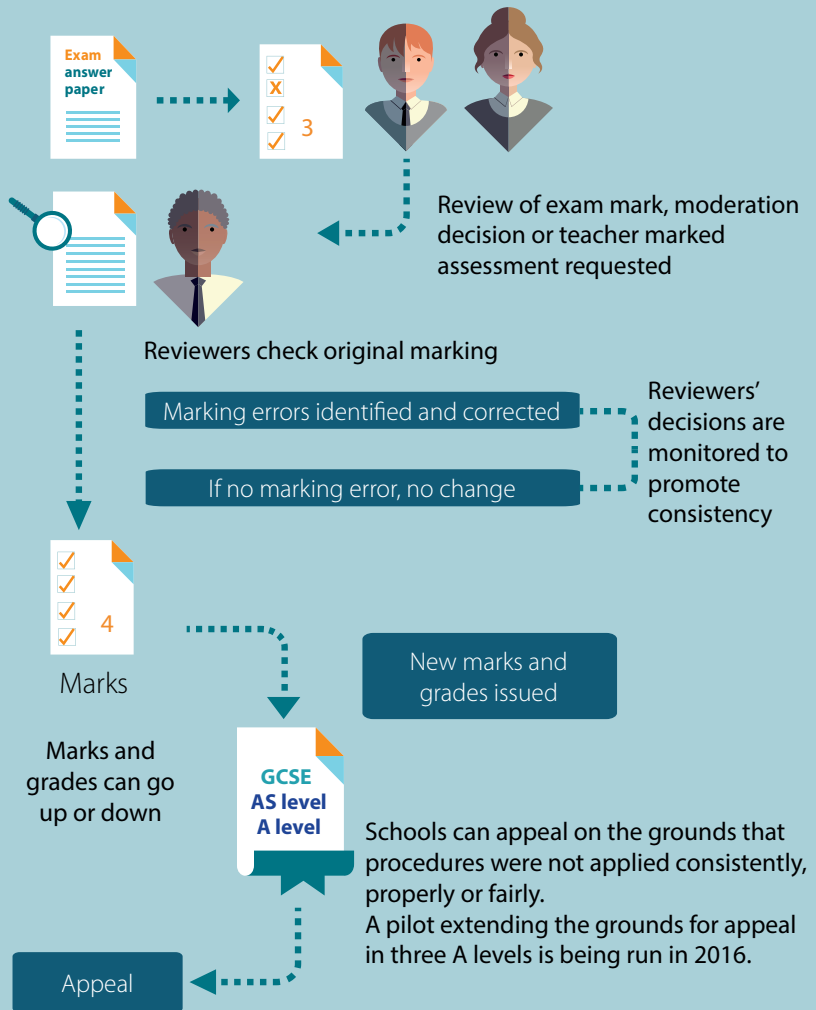 Exam
answer
paper
X
3
Review of exam mark, moderation
decision or teacher marked
assessment requested
Reviewers check original marking
Marking errors identified and corrected
If no marking error, no change
Reviewers’
decisions are
monitored to
promote
consistency
4
Marks
Marks and
grades can go
up or down
New marks and
grades issued
GCSE
AS level
A level
Schools can appeal on the grounds that
procedures were not applied consistently,
properly or fairly.
A pilot extending the grounds for appeal
in three A levels is being run in 2016.
Appeal